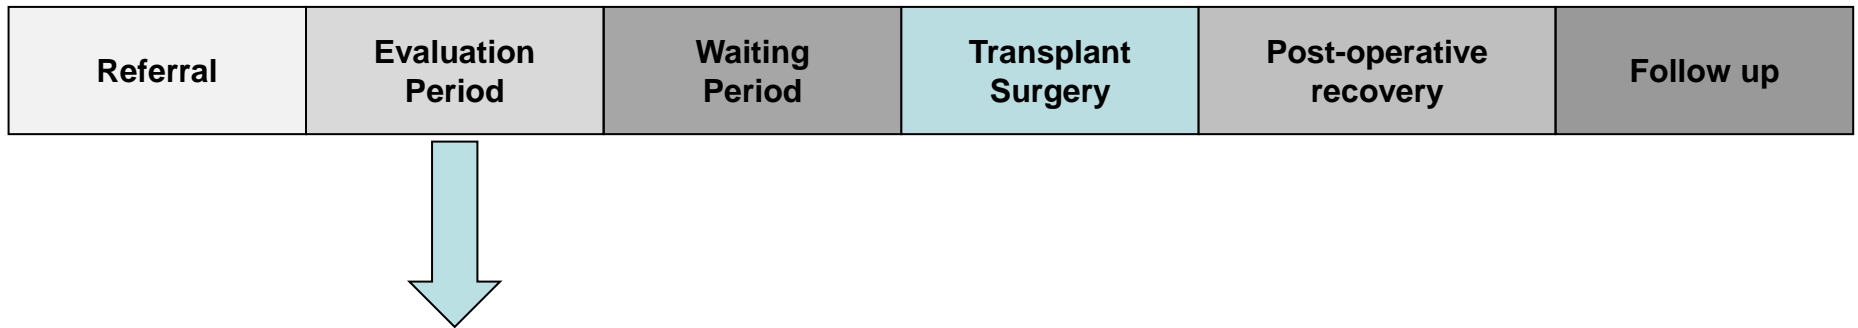 Referral
Evaluation
Period
Waiting
Period
Transplant
Surgery
Post-operative
recovery
Follow up